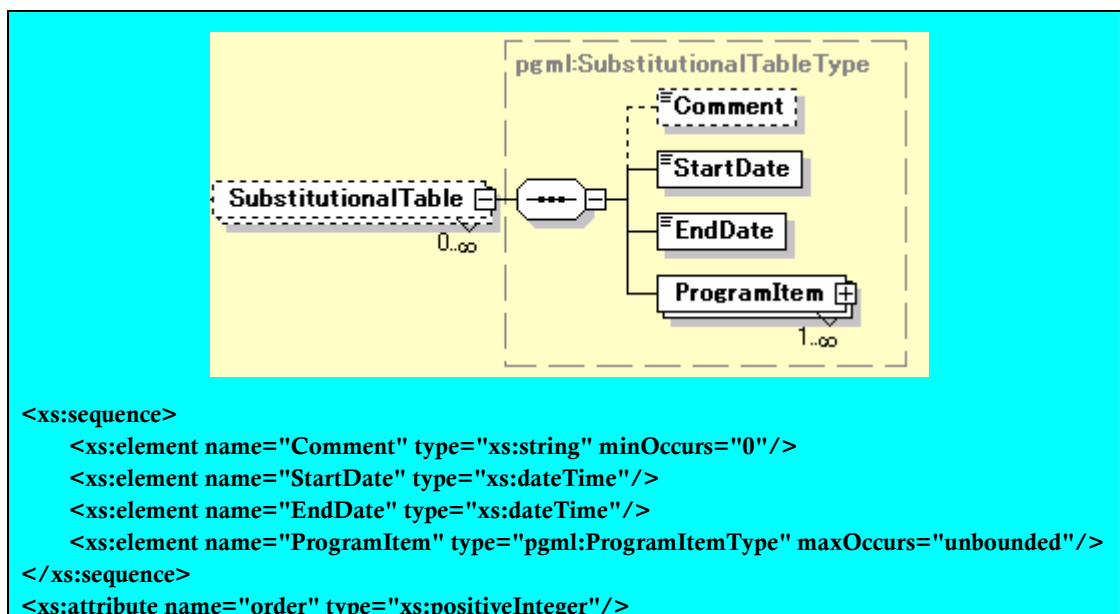 pgml:SubstitutionalTableType
Comment
StartDate
SubstitutionalTable
EndDate
0..∞
ProgramItem
1..∞
<xs:sequence>
<xs:element name="Comment" type="xs:string" minOccurs="0"/>
<xs:element name="StartDate" type="xs:dateTime"/>
<xs:element name="EndDate" type="xs:dateTime"/>
<xs:element name="ProgramItem" type="pgml:ProgramItemType" maxOccurs="unbounded"/>
</xs:sequence>
<xs:attribute name="order" type="xs:positiveInteger"/>